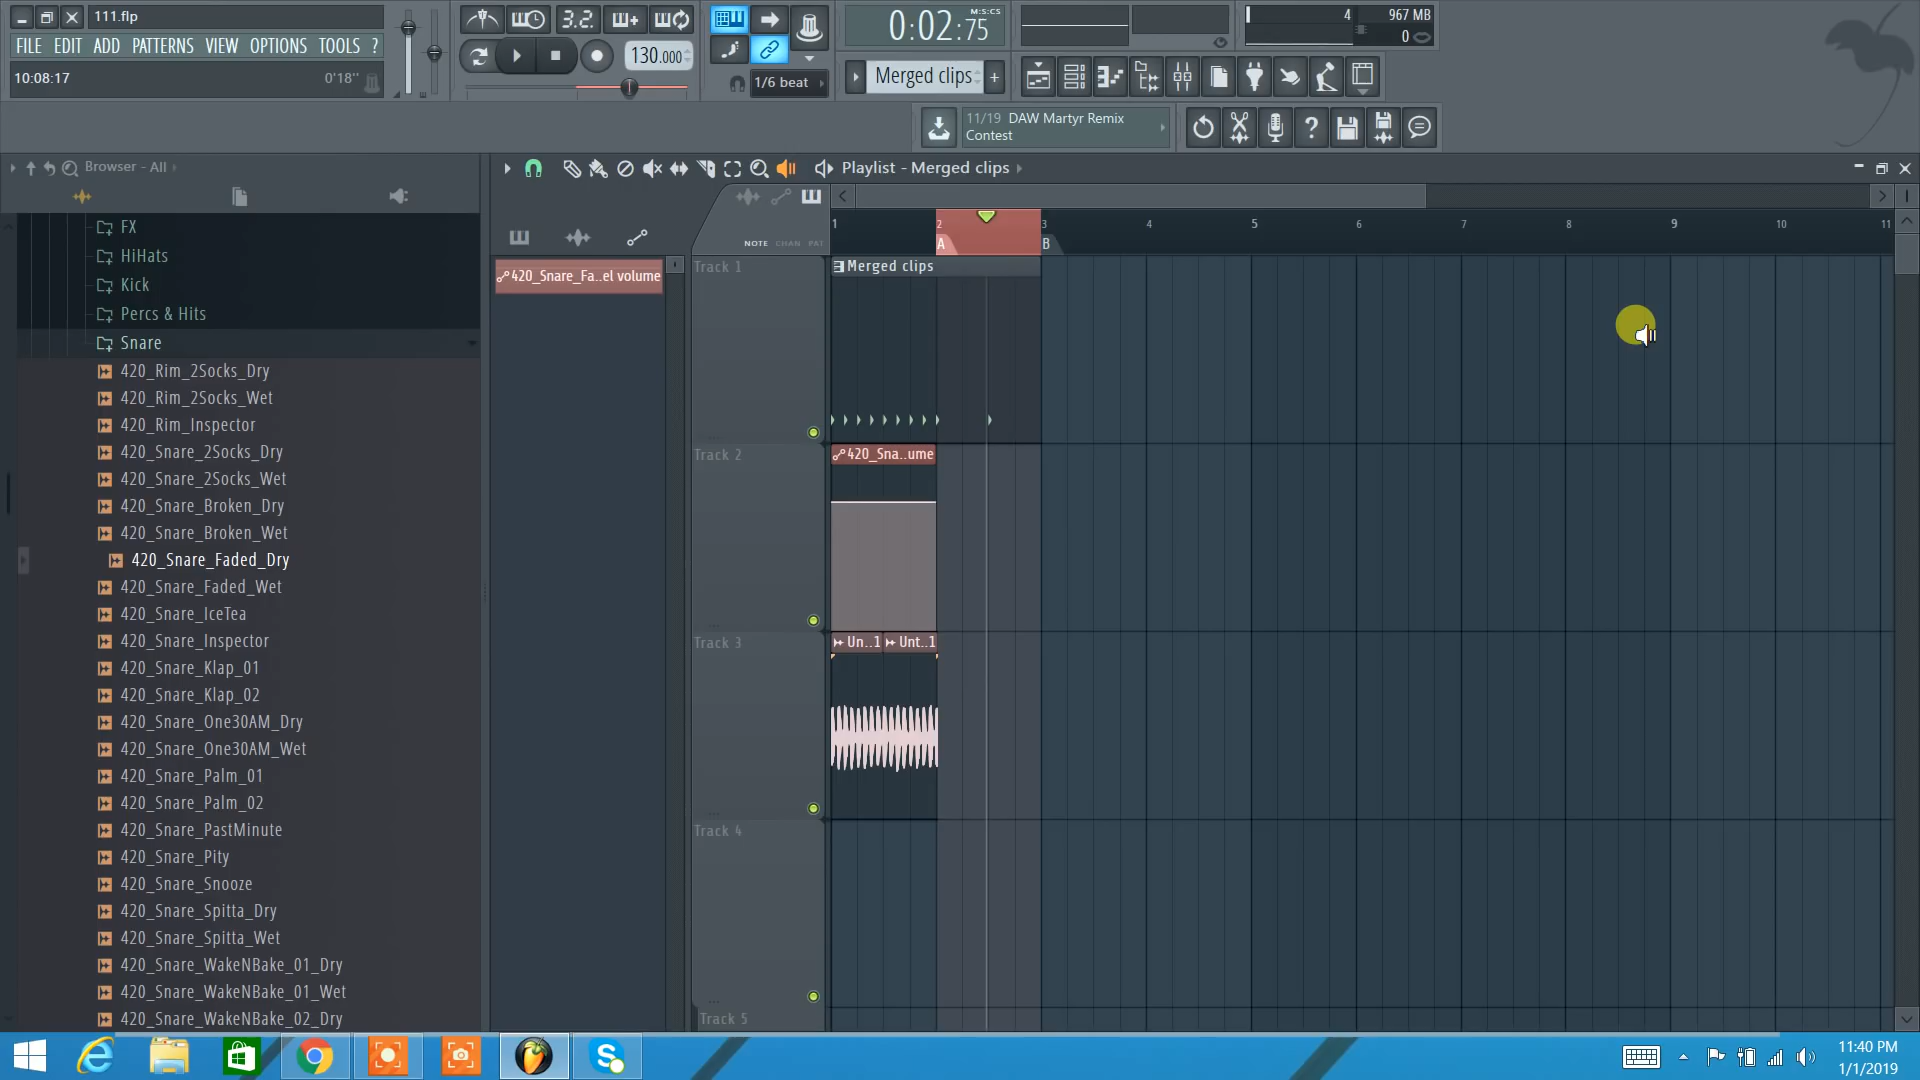 111.flp
FILE EDIT ADD PATTERNS VIEW OPTIONS TOOLS ?
10:08:17 0'18"
3.2.
130.000
1/6 beat
M:S:CS
0:02:75
Merged clips
4 967 MB
0
11/19 DAW Martyr Remix
Contest
Browser - All
Playlist - Merged clips
FX
HiHats
Kick
Percs & Hits
Snare
420_Rim_2Socks_Dry
420_Rim_2Socks_Wet
420_Rim_Inspector
420_Snare_2Socks_Dry
420_Snare_2Socks_Wet
420_Snare_Broken_Dry
420_Snare_Broken_Wet
420_Snare_Faded_Dry
420_Snare_Faded_Wet
420_Snare_IceTea
420_Snare_Inspector
420_Snare_Klap_01
420_Snare_Klap_02
420_Snare_One30AM_Dry
420_Snare_One30AM_Wet
420_Snare_Palm_01
420_Snare_Palm_02
420_Snare_PastMinute
420_Snare_Pity
420_Snare_Snooze
420_Snare_Spitta_Dry
420_Snare_Spitta_Wet
420_Snare_WakeNBake_01_Dry
420_Snare_WakeNBake_01_Wet
420_Snare_WakeNBake_02_Dry
420_Snare_Fa..el volume
NOTE CHAN PAT
1 2 3 4 5 6 7 8 9 10 11
A B
Track 1
Merged clips
Track 2
420_Sna..ume
Track 3
Un..1 Unt..1
Track 4
Track 5
11:40 PM
1/1/2019